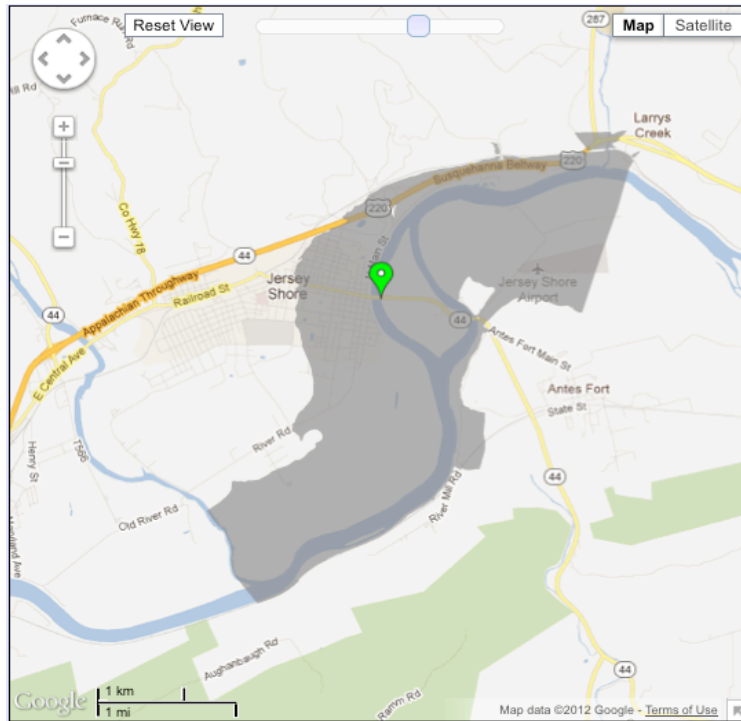 Furnace Run Rd
Reset View
287
Map
Satellite
Larrys
Creek
220
Susquehanna Beltway
Co Hwy 78
220
Main St
44
Jersey
Shore
Jersey Shore
Airport
Railroad St
Appalachian Throughway
44
44
Antes Fort Main St
E Central Ave
Antes Fort
State St
River Rd
T566
Henry St
44
River Mill Rd
Old River Rd
Aughanbaugh Rd
44
Ramm Rd
Google
1 km
1 mi
Map data ©2012 Google - Terms of Use